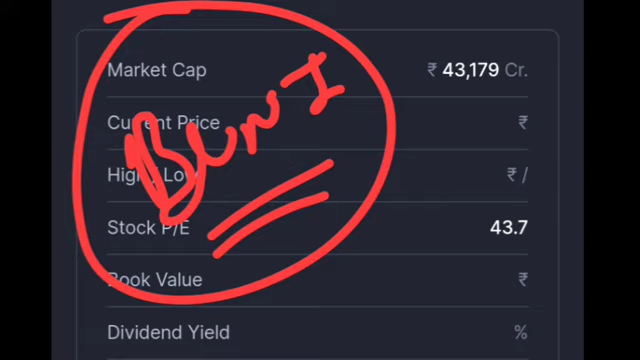 Market Cap ₹ 43,179 Cr.
Current Price ₹
High / Low ₹ /
Stock P/E 43.7
Book Value ₹
Dividend Yield %